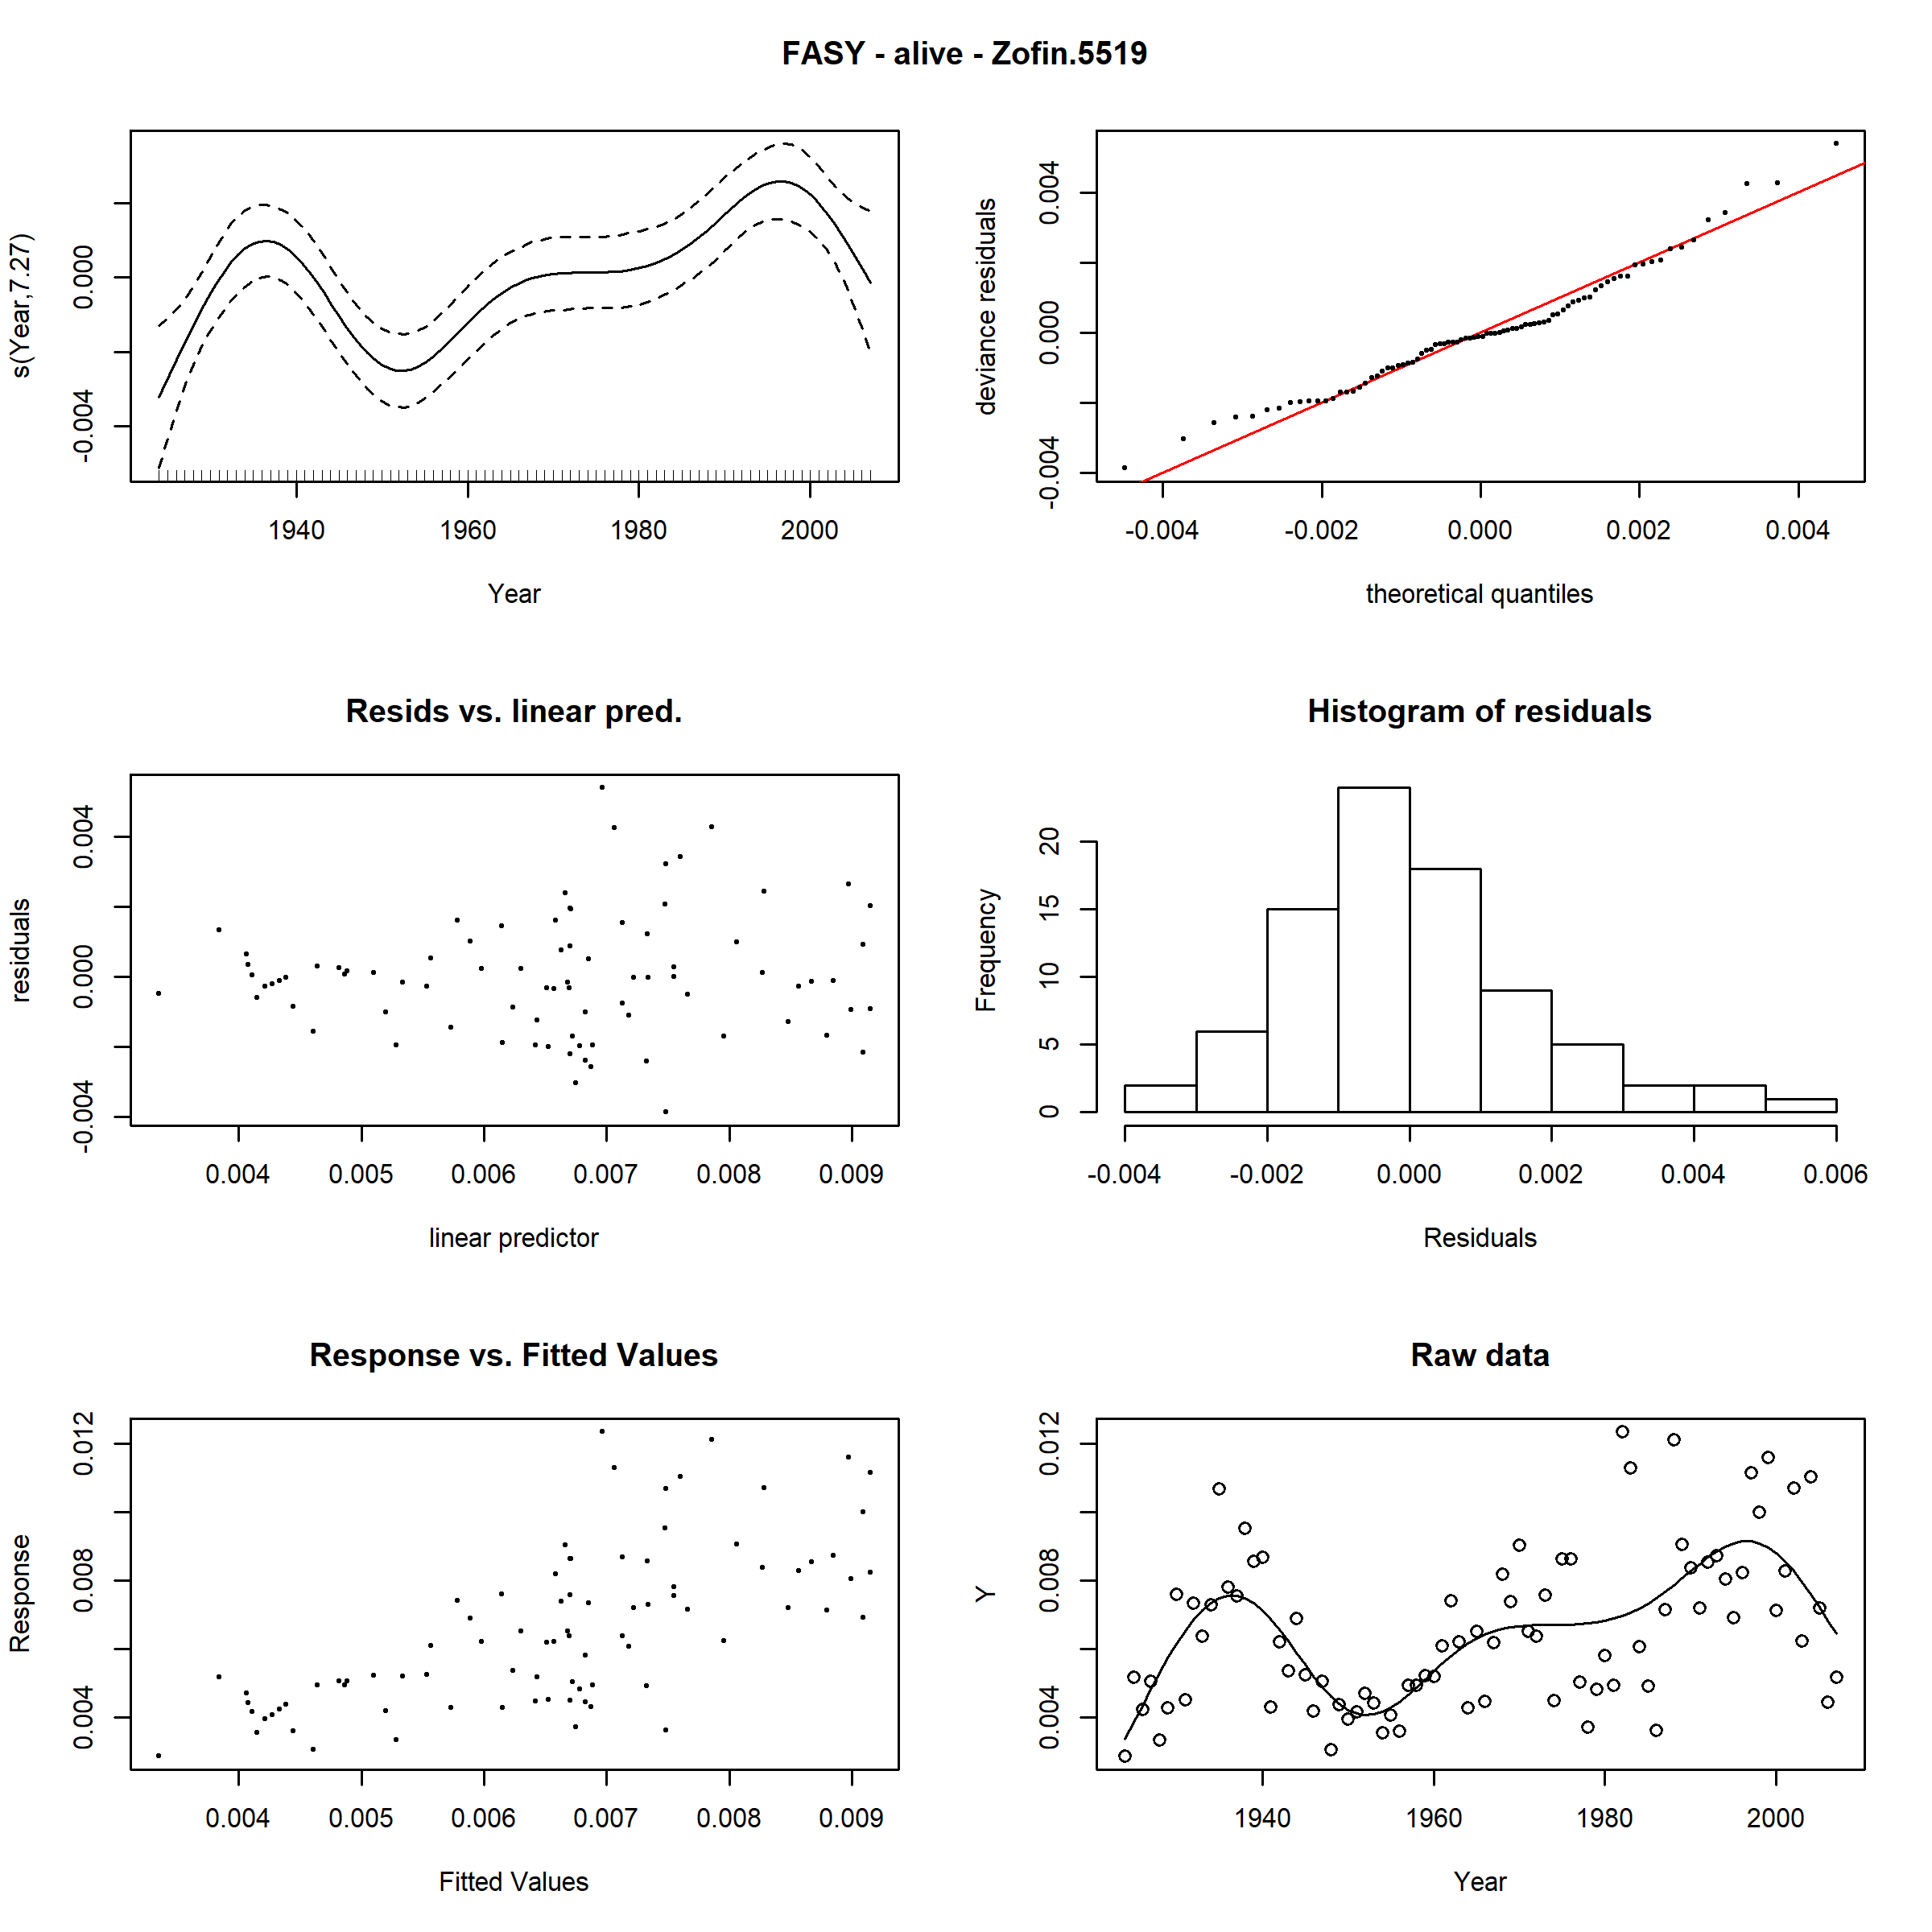 FASY - alive - Zofin.5519
s(Year,7.27)
-0.004 0.000
1940 1960 1980 2000
Year
deviance residuals
-0.004 0.000 0.004
-0.004 -0.002 0.000 0.002 0.004
theoretical quantiles
Resids vs. linear pred.
residuals
-0.004 0.000 0.004
0.004 0.005 0.006 0.007 0.008 0.009
linear predictor
Histogram of residuals
Frequency
0 5 10 15 20
-0.004 -0.002 0.000 0.002 0.004 0.006
Residuals
Response vs. Fitted Values
Response
0.004 0.008 0.012
0.004 0.005 0.006 0.007 0.008 0.009
Fitted Values
Raw data
Y
0.004 0.008 0.012
1940 1960 1980 2000
Year